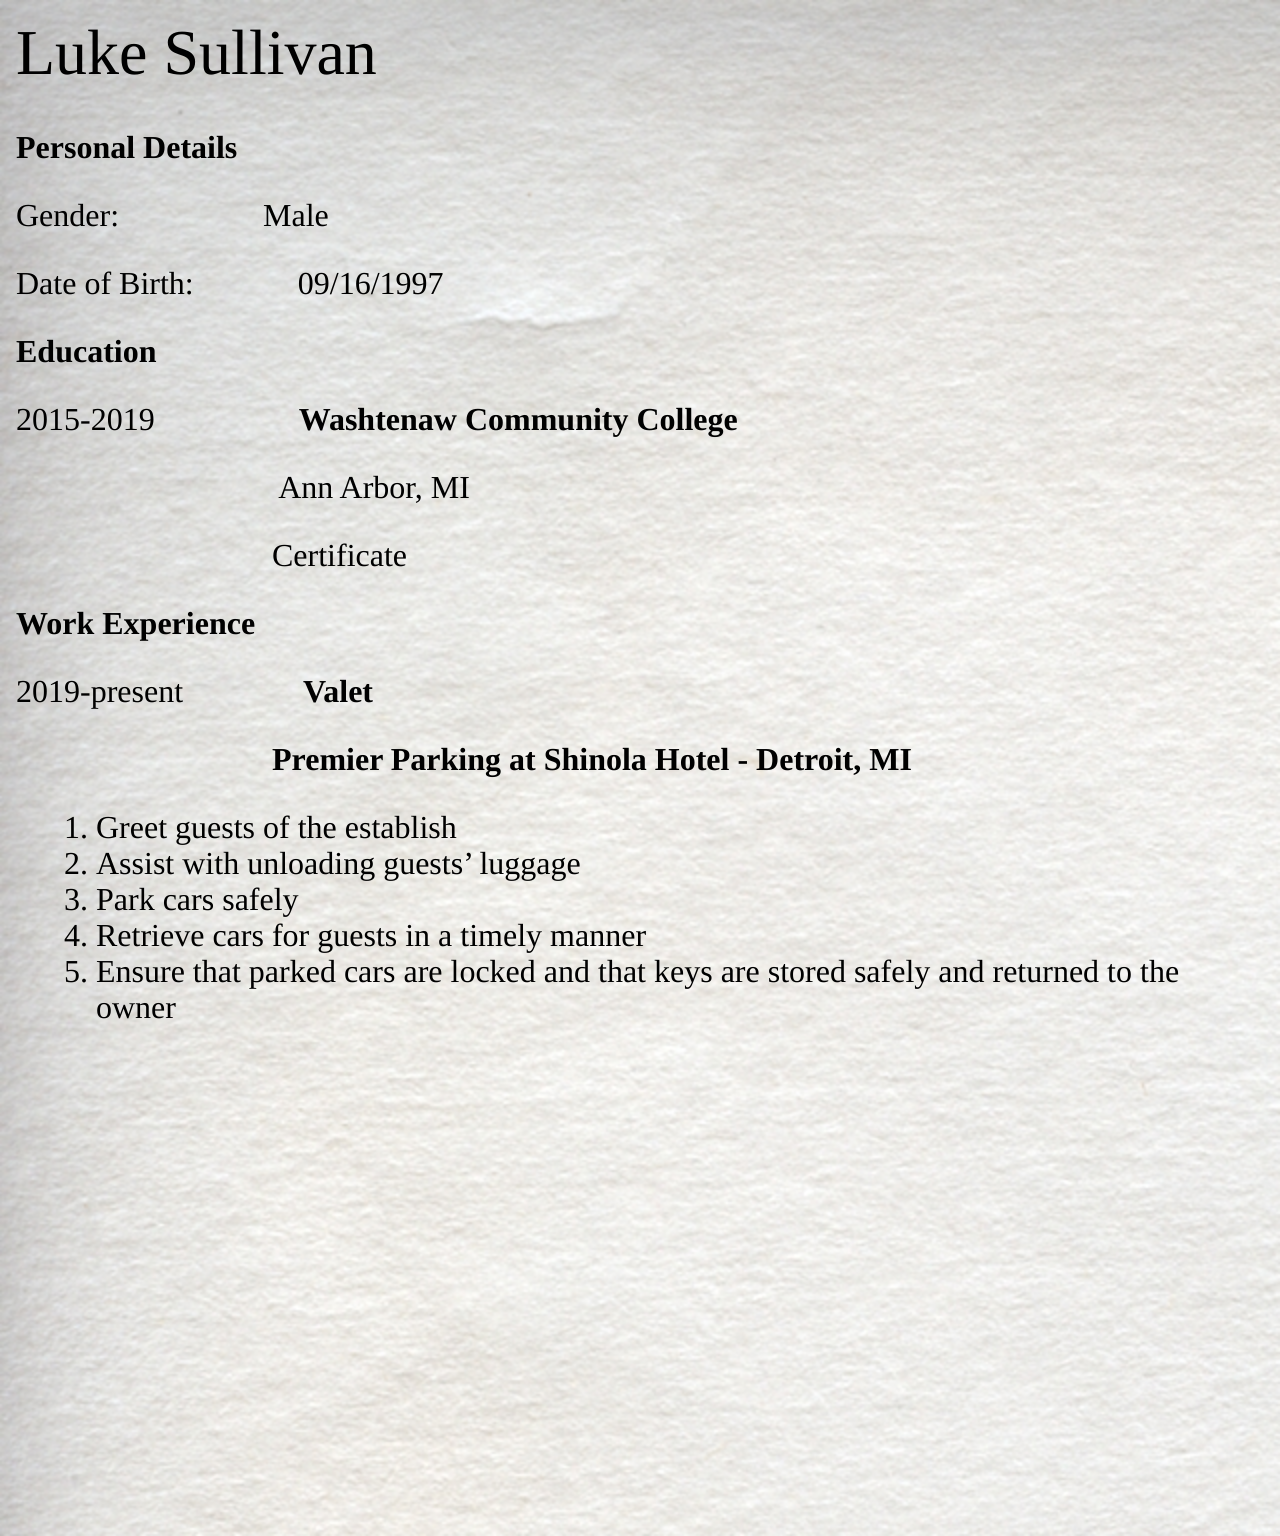 Luke Sullivan
Personal Details
Gender: Male
Date of Birth: 09/16/1997
Education
2015-2019 Washtenaw Community College
Ann Arbor, MI
Certificate
Work Experience
2019-present Valet
Premier Parking at Shinola Hotel - Detroit, MI
1. Greet guests of the establish
2. Assist with unloading guests’ luggage
3. Park cars safely
4. Retrieve cars for guests in a timely manner
5. Ensure that parked cars are locked and that keys are stored safely and returned to the
owner